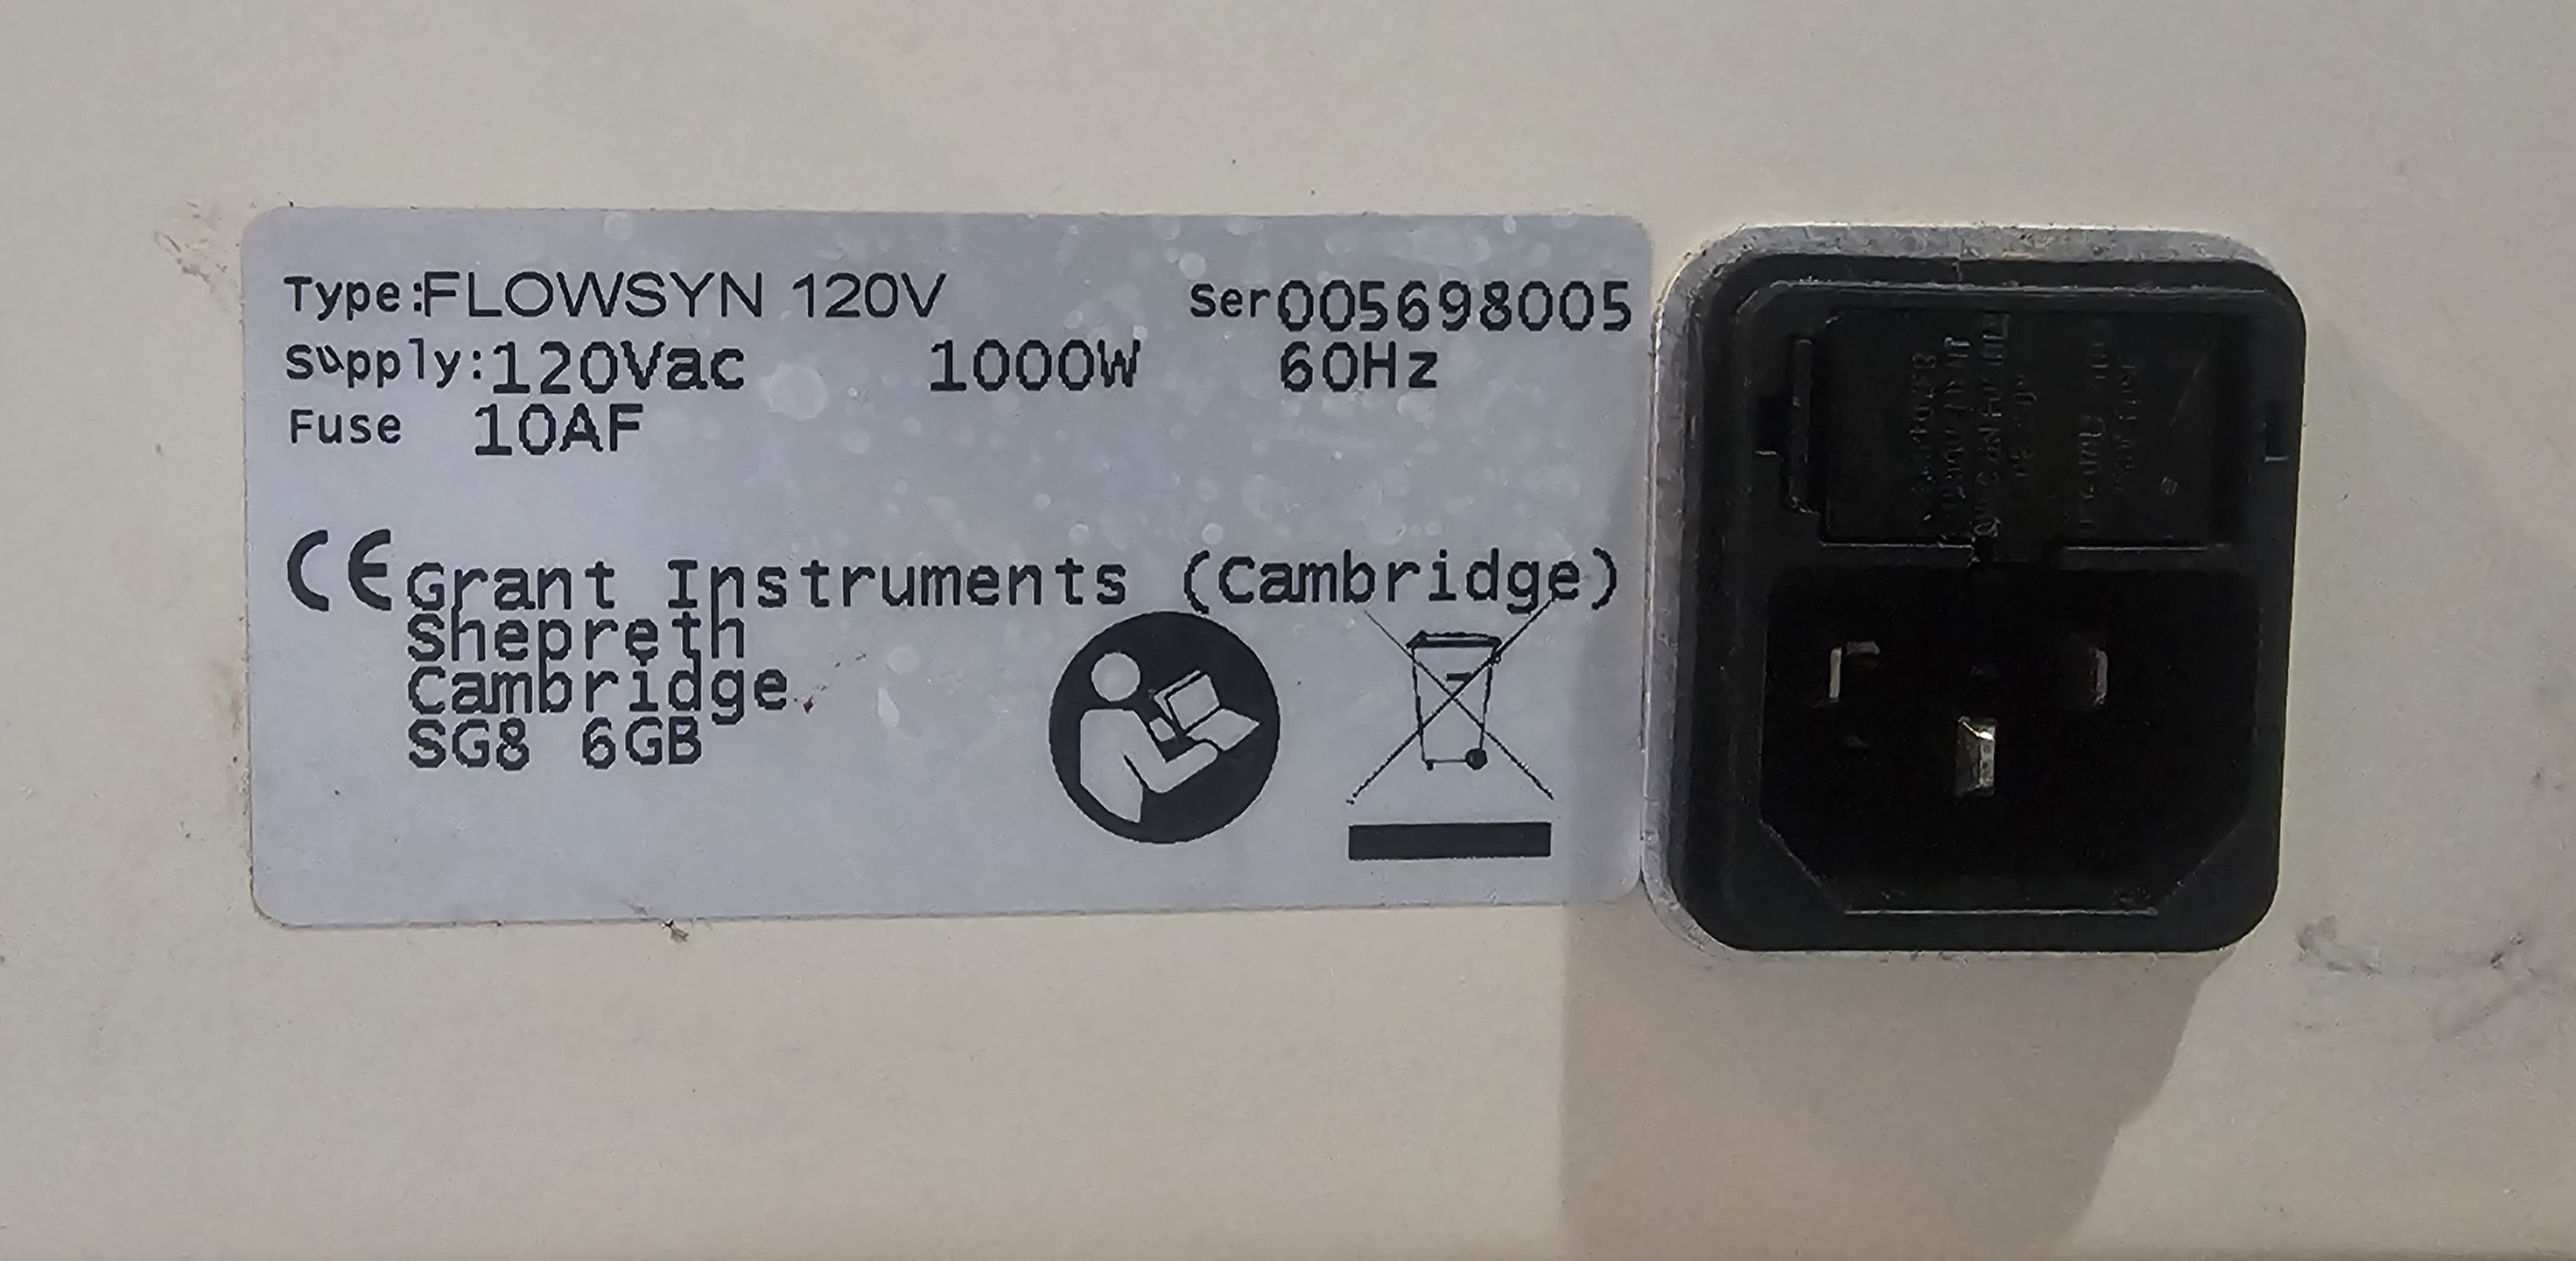 Type:FLOWSYN 120V Ser005698005
Supply:120Vac 1000W 60Hz
Fuse 10AF
CE Grant Instruments (Cambridge)
Shepreth
Cambridge
SG8 6GB